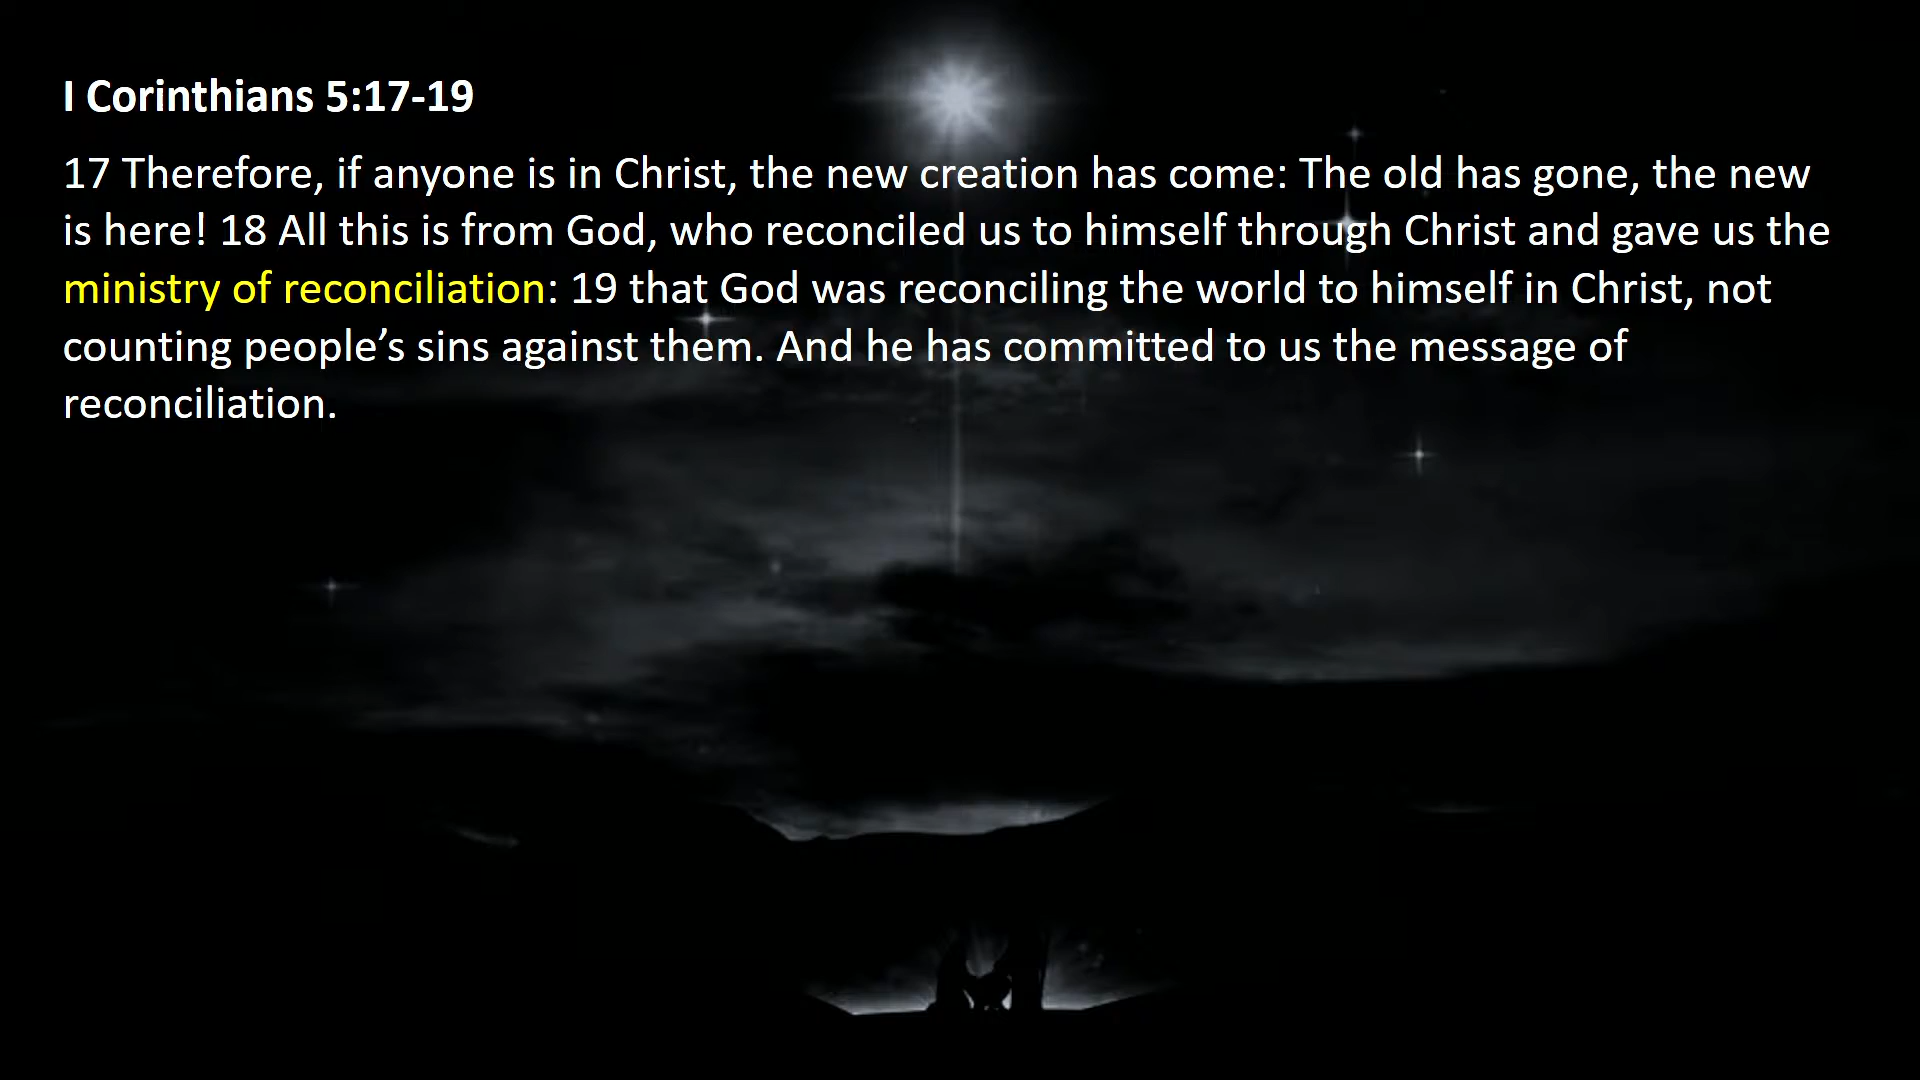 I Corinthians 5:17-19
17 Therefore, if anyone is in Christ, the new creation has come: The old has gone, the new
is here! 18 All this is from God, who reconciled us to himself through Christ and gave us the
ministry of reconciliation: 19 that God was reconciling the world to himself in Christ, not
counting people’s sins against them. And he has committed to us the message of
reconciliation.